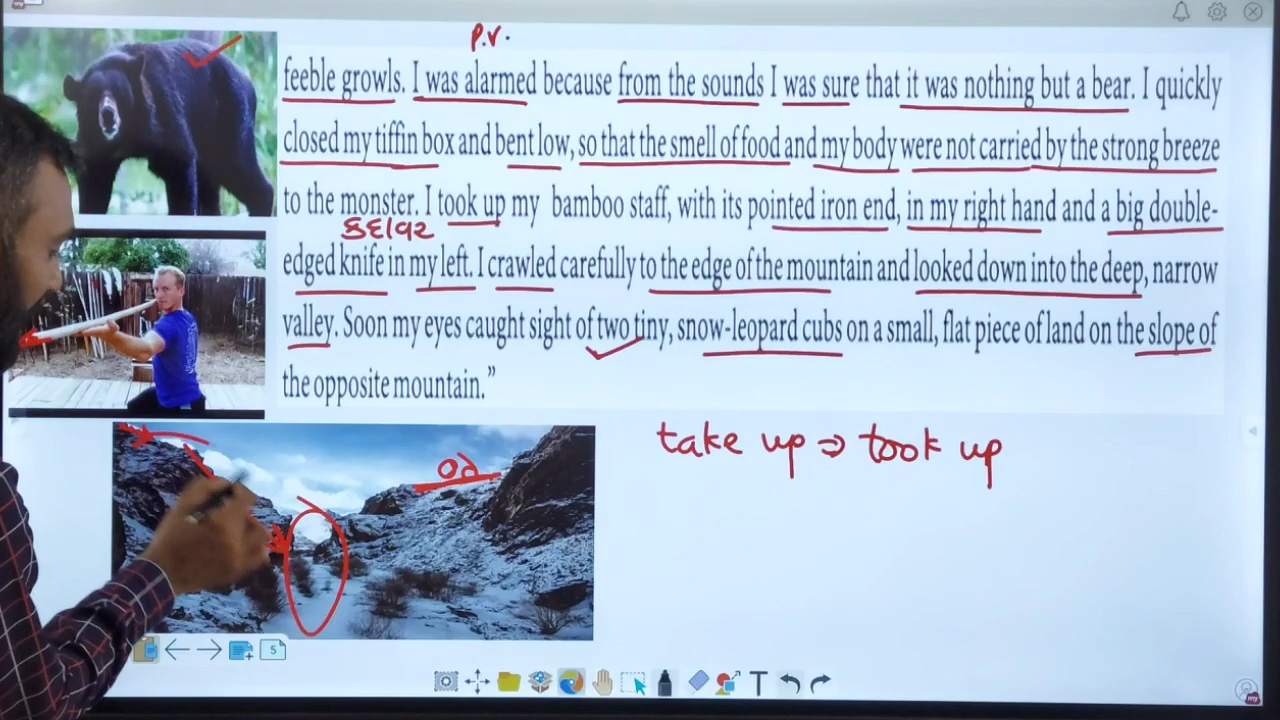 p.v.
feeble growls. I was alarmed because from the sounds I was sure that it was nothing but a bear. I quickly
closed my tiffin box and bent low, so that the smell of food and my body were not carried by the strong breeze
to the monster. I took up my bamboo staff, with its pointed iron end, in my right hand and a big double-
edged knife in my left. I crawled carefully to the edge of the mountain and looked down into the deep, narrow
valley. Soon my eyes caught sight of two tiny, snow-leopard cubs on a small, flat piece of land on the slope of
the opposite mountain.”
take up ⇒ took up
5
T